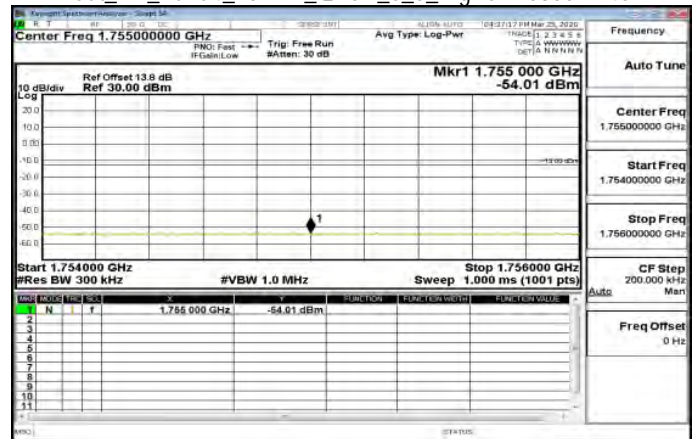 Keysight Spectrum Analyzer - Swept SA
Center Freq 1.755000000 GHz
PNO: Fast
IFGain:Low
Trig: Free Run
#Atten: 30 dB
Avg Type: Log-Pwr
04:37:17 PM Mar 25, 2020
TRACE 1 2 3 4 5 6
TYPE A WWWWW
DET A N N N N N
Frequency
Ref Offset 13.8 dB
10 dB/div Ref 30.00 dBm
Log
Mkr1 1.755 000 GHz
-54.01 dBm
Auto Tune
20.0
10.0
0.00
-10.0
-13.00 dBm
-20.0
-30.0
-40.0
-50.0
-60.0
1
Center Freq
1.755000000 GHz
Start Freq
1.754000000 GHz
Stop Freq
1.756000000 GHz
Start 1.754000 GHz
Stop 1.756000 GHz
#Res BW 300 kHz
#VBW 1.0 MHz
Sweep 1.000 ms (1001 pts)
CF Step
200.000 kHz
Auto Man
MKR MODE TRC SCL X Y FUNCTION FUNCTION WIDTH FUNCTION VALUE
1 N 1 f 1.755 000 GHz -54.01 dBm
2
3
4
5
6
7
8
9
10
11
Freq Offset
0 Hz
MSG
STATUS